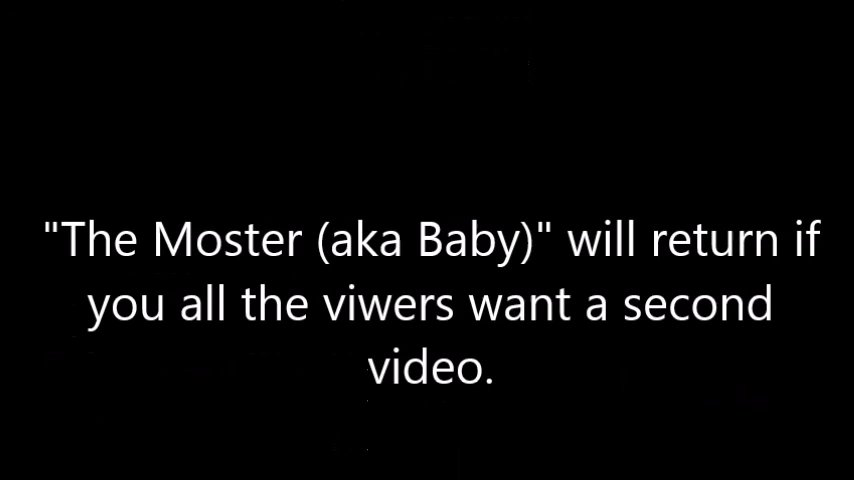 "The Moster (aka Baby)" will return if
you all the viwers want a second
video.